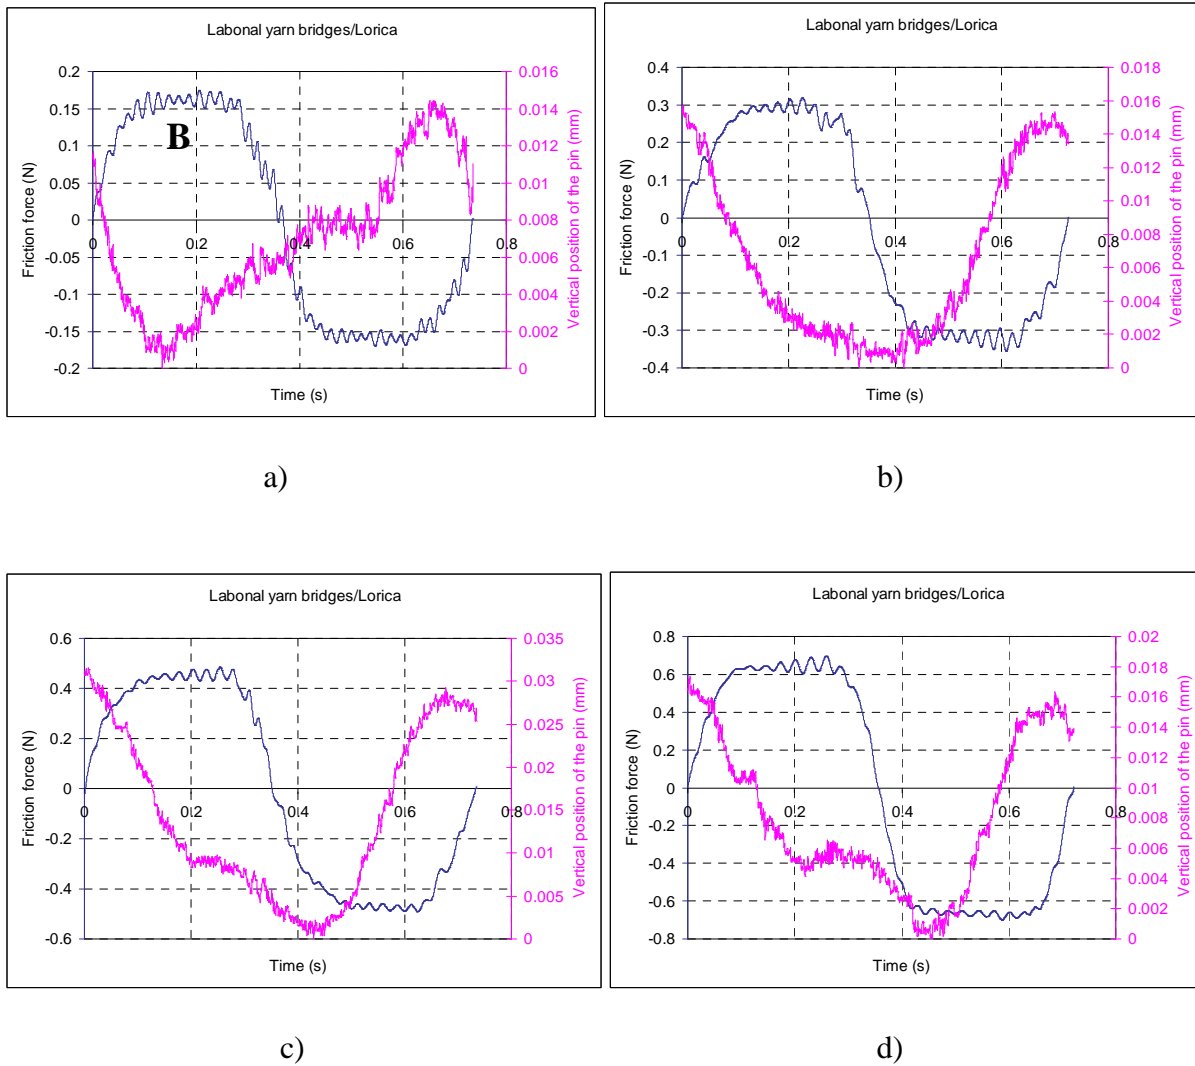 Labonal yarn bridges/Lorica
0.2
0.15
0.1
0.05
0
-0.05
-0.1
-0.15
-0.2
Friction force (N)
B
0 0.2 0.4 0.6 0.8
Time (s)
0.016
0.014
0.012
0.01
0.008
0.006
0.004
0.002
0
Vertical position of the pin (mm)
a)
Labonal yarn bridges/Lorica
0.4
0.3
0.2
0.1
0
-0.1
-0.2
-0.3
-0.4
Friction force (N)
0 0.2 0.4 0.6 0.8
Time (s)
0.018
0.016
0.014
0.012
0.01
0.008
0.006
0.004
0.002
0
Vertical position of the pin (mm)
b)
Labonal yarn bridges/Lorica
0.6
0.4
0.2
0
-0.2
-0.4
-0.6
Friction force (N)
0 0.2 0.4 0.6 0.8
Time (s)
0.035
0.03
0.025
0.02
0.015
0.01
0.005
0
Vertical position of the pin (mm)
c)
Labonal yarn bridges/Lorica
0.8
0.6
0.4
0.2
0
-0.2
-0.4
-0.6
-0.8
Friction force (N)
0 0.2 0.4 0.6 0.8
Time (s)
0.02
0.018
0.016
0.014
0.012
0.01
0.008
0.006
0.004
0.002
0
Vertical position of the pin (mm)
d)